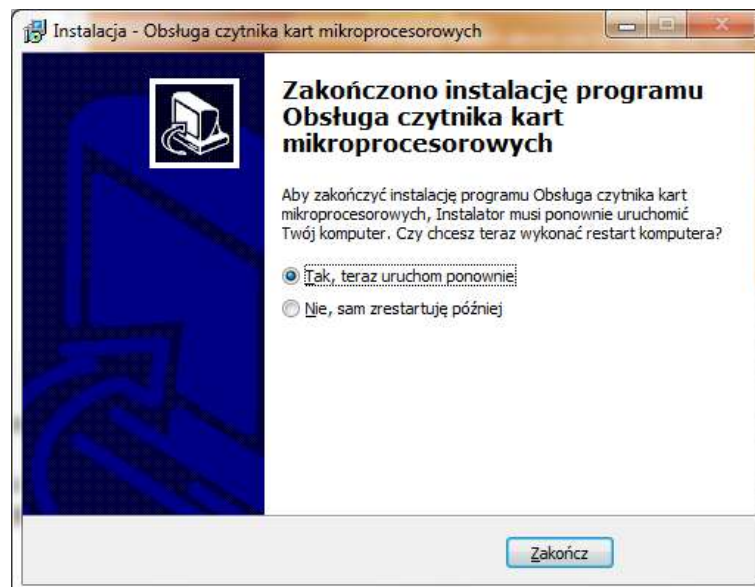 Instalacja - Obsługa czytnika kart mikroprocesorowych
Zakończono instalację programu
Obsługa czytnika kart
mikroprocesorowych
Aby zakończyć instalację programu Obsługa czytnika kart
mikroprocesorowych, Instalator musi ponownie uruchomić
Twój komputer. Czy chcesz teraz wykonać restart komputera?
Tak, teraz uruchom ponownie
Nie, sam zrestartuję później
Zakończ